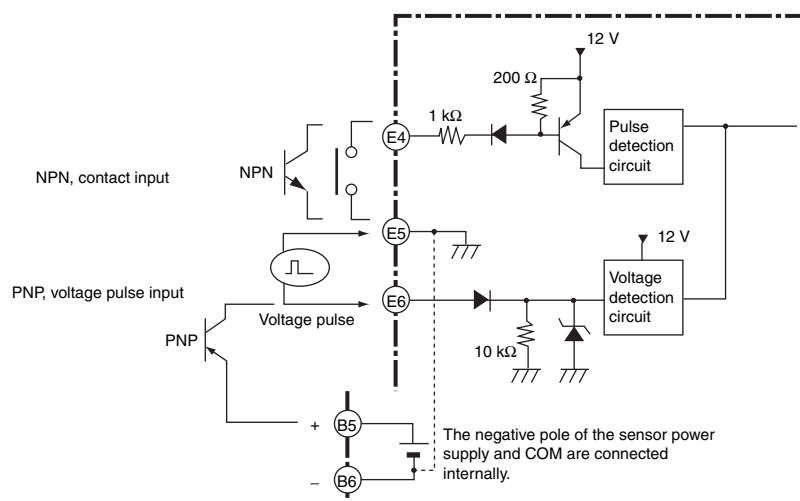 12 V
200 Ω
1 kΩ
E4
Pulse
detection
circuit
NPN, contact input
NPN
E5
12 V
PNP, voltage pulse input
E6
Voltage
detection
circuit
Voltage pulse
PNP
10 kΩ
+
B5
The negative pole of the sensor power
supply and COM are connected
internally.
–
B6